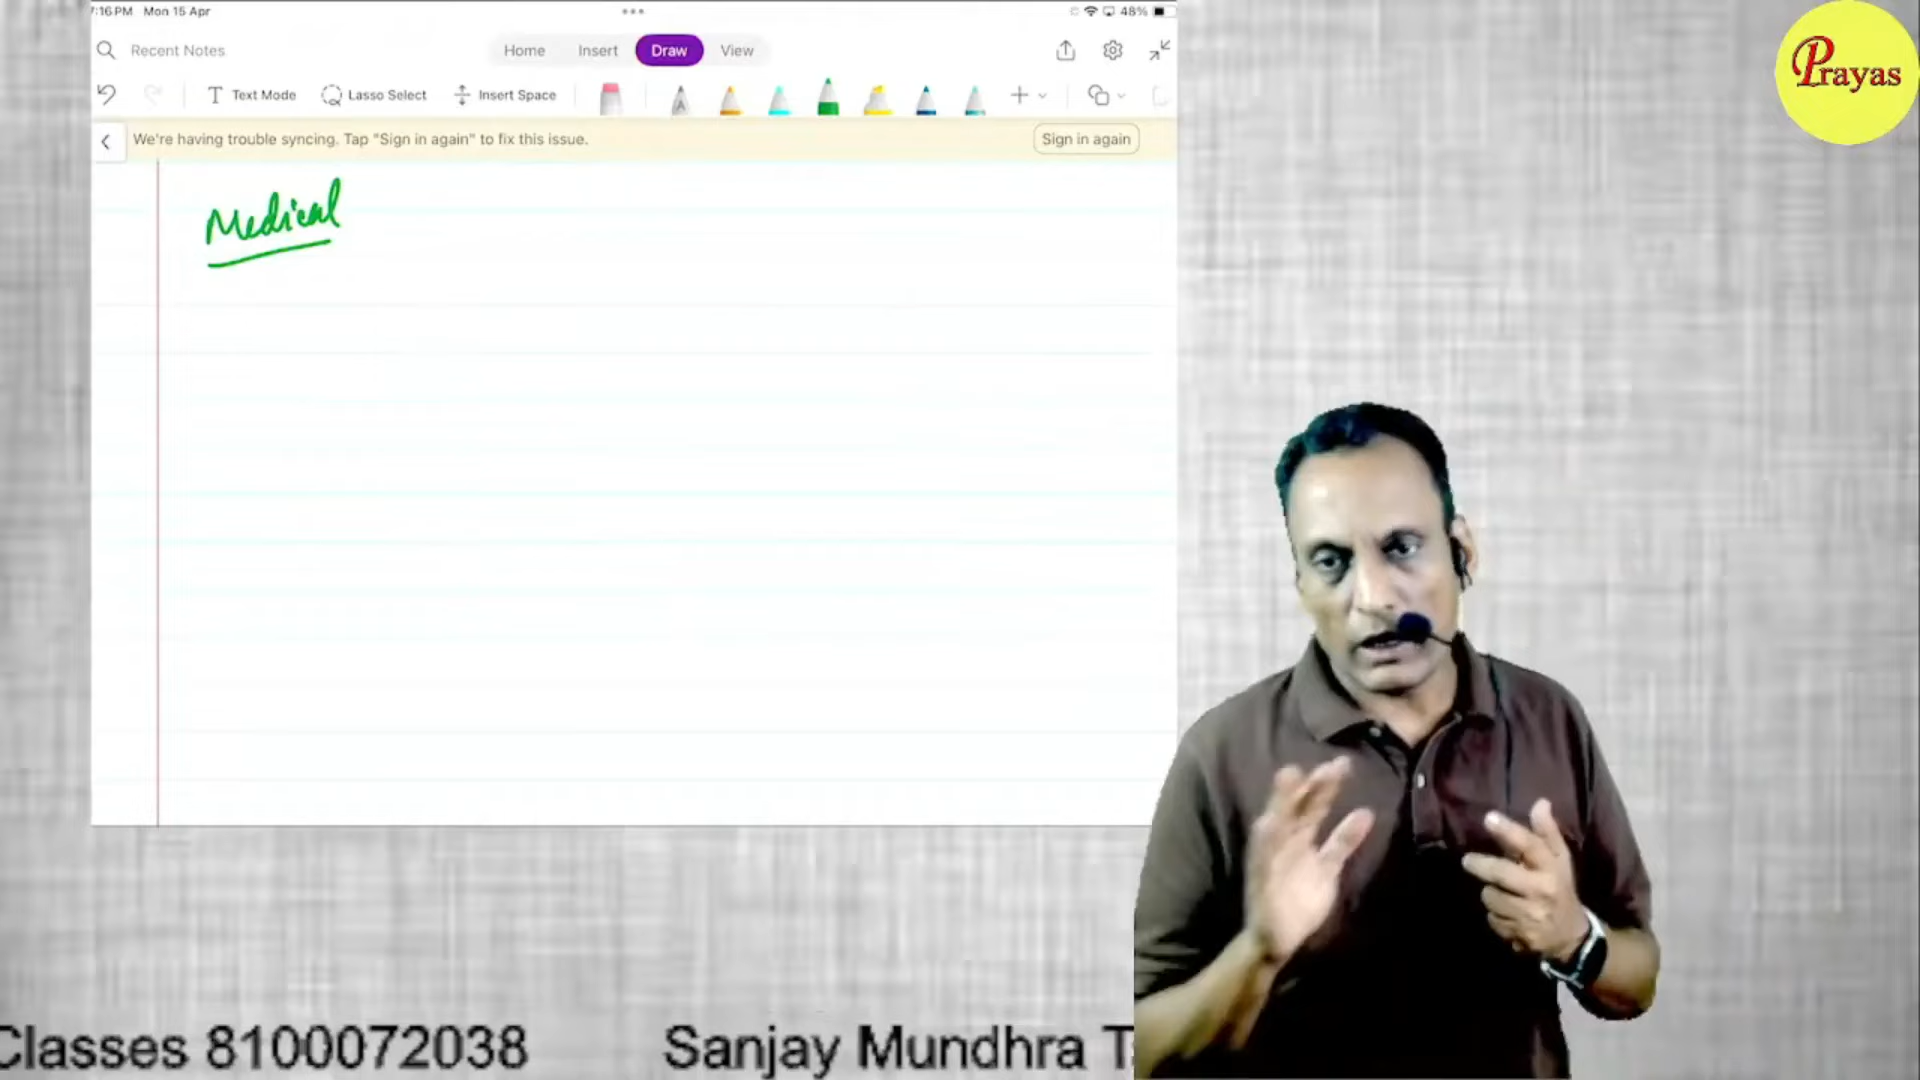 7:16 PM Mon 15 Apr
48%
Recent Notes
Home Insert Draw View
Text Mode Lasso Select Insert Space
We're having trouble syncing. Tap "Sign in again" to fix this issue.
Sign in again
Prayas
Medical
Classes 8100072038 Sanjay Mundhra